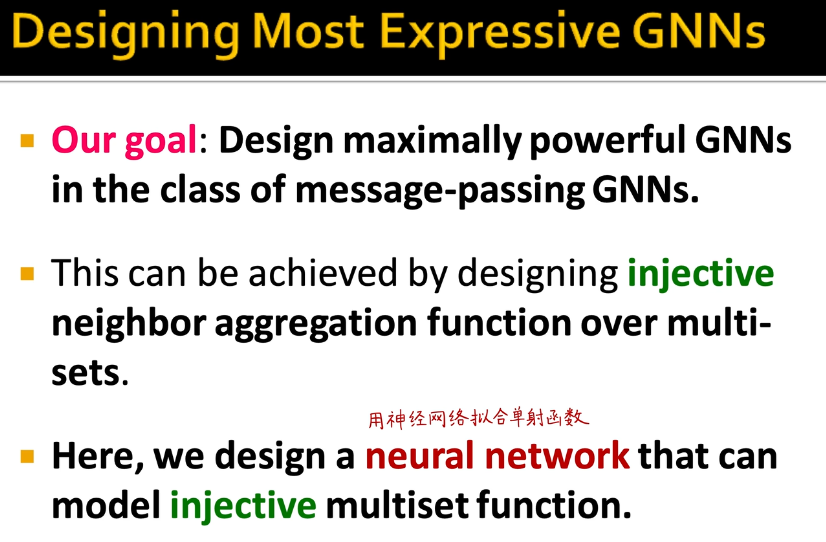 Designing Most Expressive GNNs
Our goal: Design maximally powerful GNNs
in the class of message-passing GNNs.
This can be achieved by designing injective
neighbor aggregation function over multi-
sets.
用神经网络拟合单射函数
Here, we design a neural network that can
model injective multiset function.